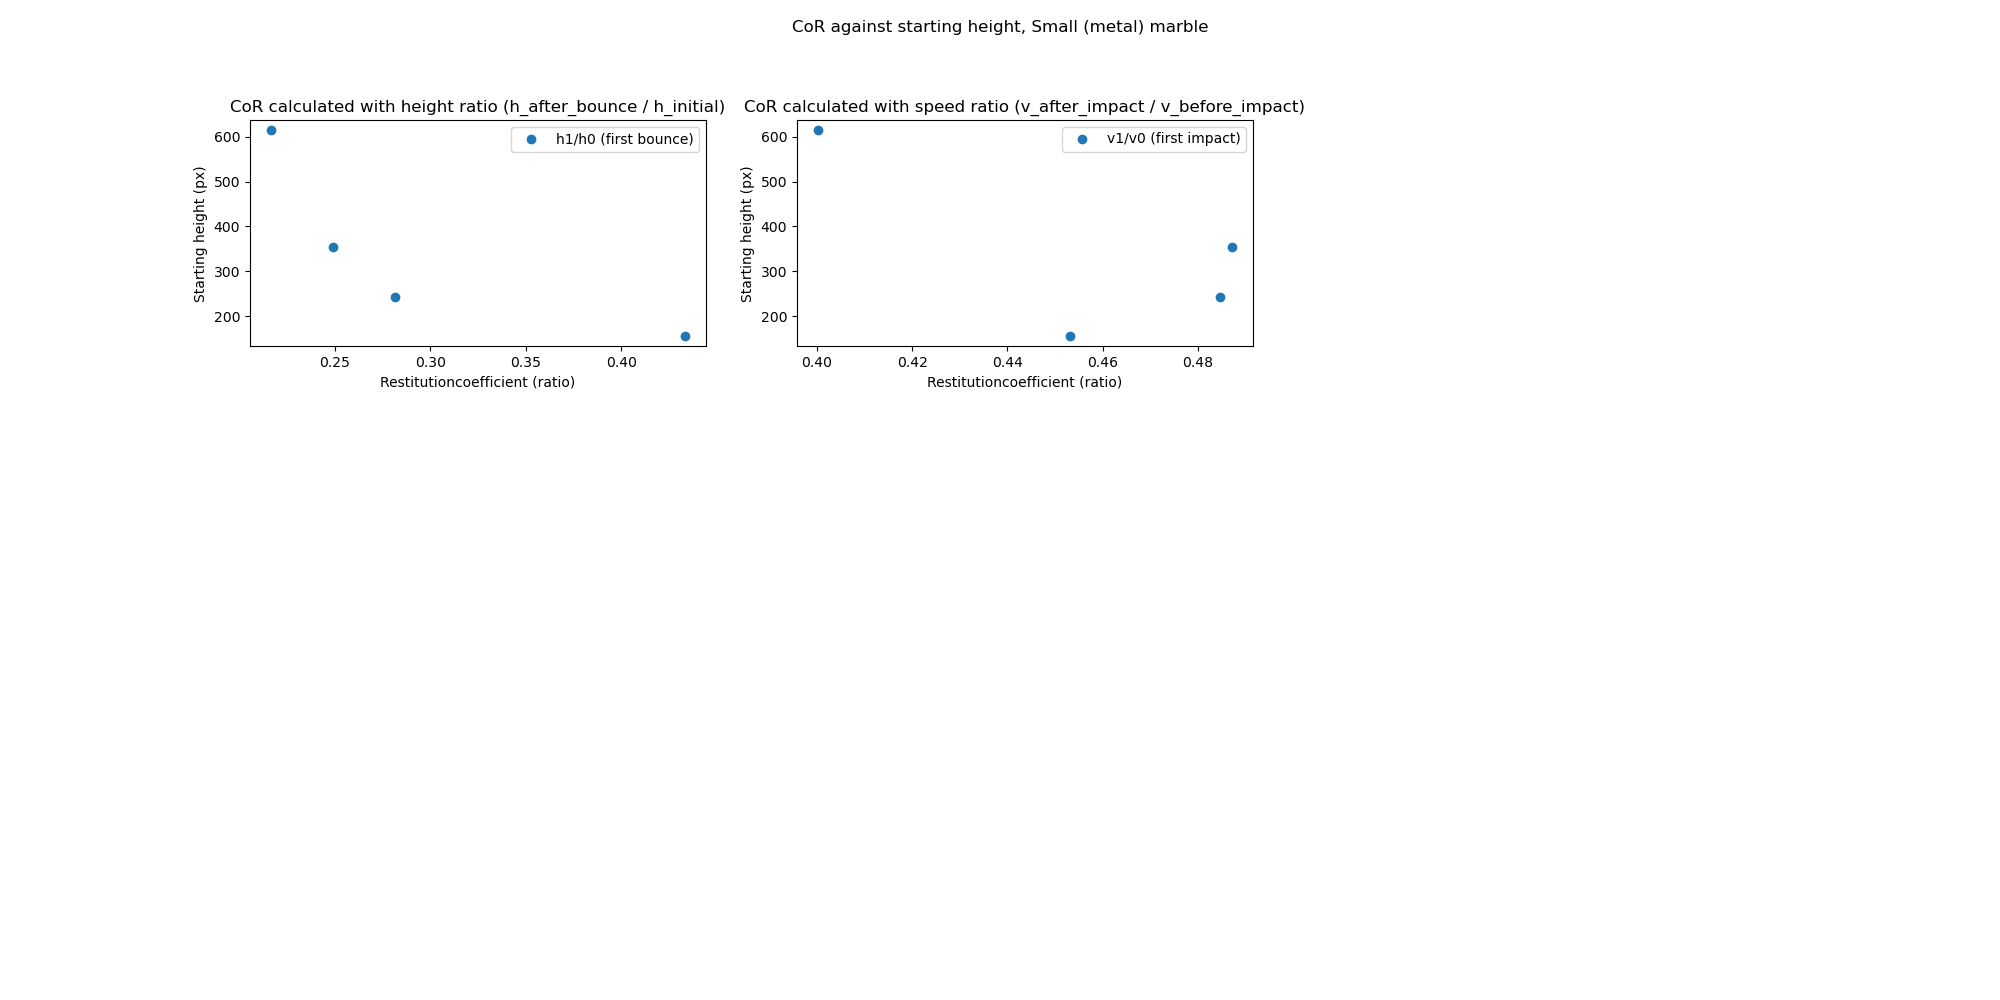 CoR against starting height, Small (metal) marble
CoR calculated with height ratio (h_after_bounce / h_initial)
h1/h0 (first bounce)
Starting height (px)
600
500
400
300
200
0.25 0.30 0.35 0.40
Restitutioncoefficient (ratio)
CoR calculated with speed ratio (v_after_impact / v_before_impact)
v1/v0 (first impact)
Starting height (px)
600
500
400
300
200
0.40 0.42 0.44 0.46 0.48
Restitutioncoefficient (ratio)